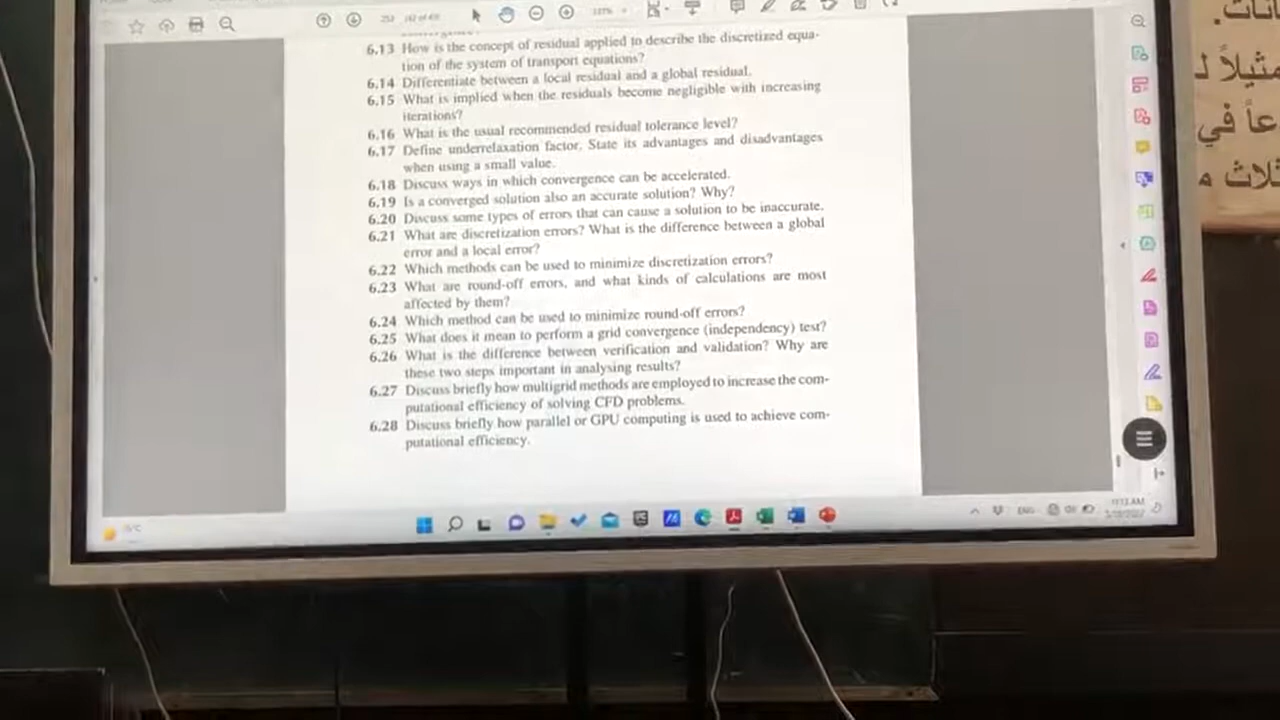 6.13 How is the concept of residual applied to describe the discretized equa-
tion of the system of transport equations?
6.14 Differentiate between a local residual and a global residual.
6.15 What is implied when the residuals become negligible with increasing
iterations?
6.16 What is the usual recommended residual tolerance level?
6.17 Define underrelaxation factor. State its advantages and disadvantages
when using a small value.
6.18 Discuss ways in which convergence can be accelerated.
6.19 Is a converged solution also an accurate solution? Why?
6.20 Discuss some types of errors that can cause a solution to be inaccurate.
6.21 What are discretization errors? What is the difference between a global
error and a local error?
6.22 Which methods can be used to minimize discretization errors?
6.23 What are round-off errors, and what kinds of calculations are most
affected by them?
6.24 Which method can be used to minimize round-off errors?
6.25 What does it mean to perform a grid convergence (independency) test?
6.26 What is the difference between verification and validation? Why are
these two steps important in analysing results?
6.27 Discuss briefly how multigrid methods are employed to increase the com-
putational efficiency of solving CFD problems.
6.28 Discuss briefly how parallel or GPU computing is used to achieve com-
putational efficiency.
ENG